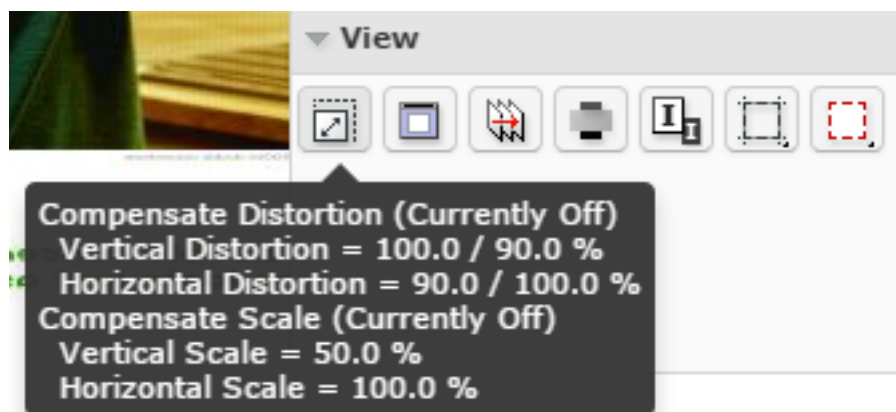 View
Compensate Distortion (Currently Off)
Vertical Distortion = 100.0 / 90.0 %
Horizontal Distortion = 90.0 / 100.0 %
Compensate Scale (Currently Off)
Vertical Scale = 50.0 %
Horizontal Scale = 100.0 %